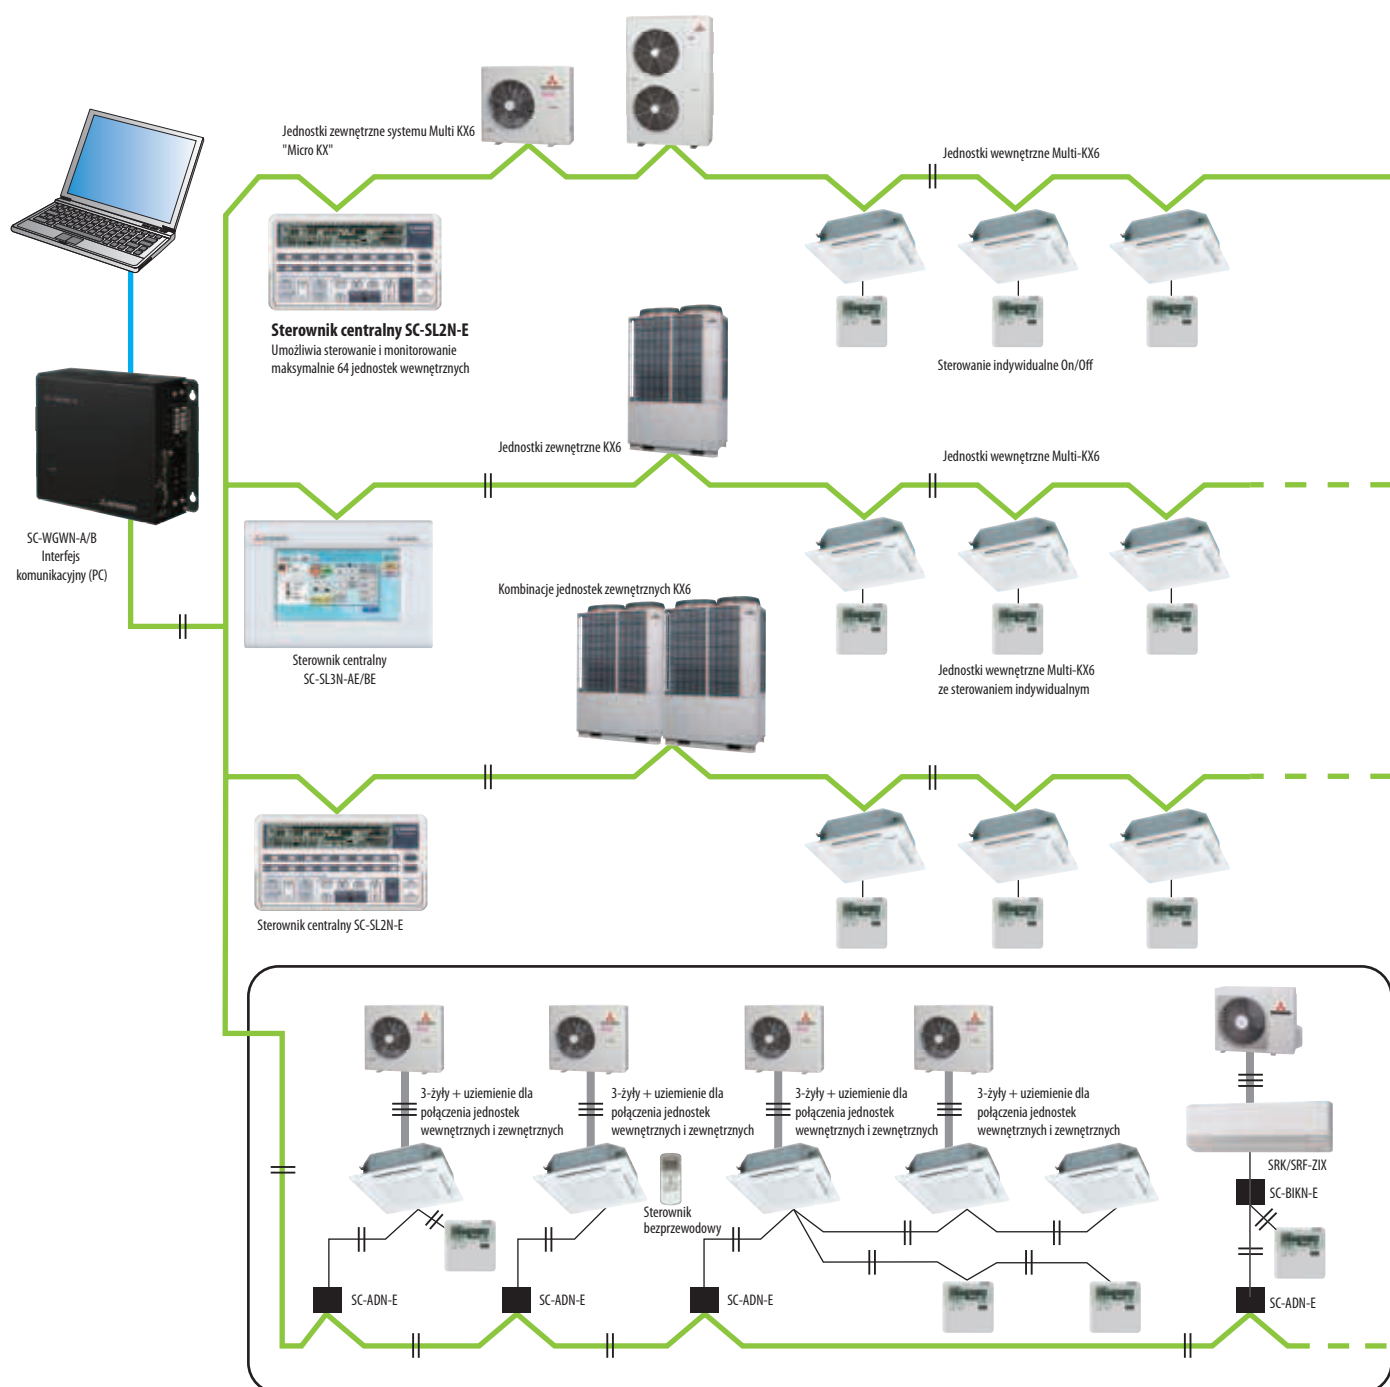 Jednostki zewnętrzne systemu Multi KX6
"Micro KX"
Jednostki wewnętrzne Multi-KX6
Sterownik centralny SC-SL2N-E
Umożliwia sterowanie i monitorowanie
maksymalnie 64 jednostek wewnętrznych
Sterowanie indywidualne On/Off
Jednostki zewnętrzne KX6
Jednostki wewnętrzne Multi-KX6
SC-WGWN-A/B
Interfejs
komunikacyjny (PC)
Kombinacje jednostek zewnętrznych KX6
Sterownik centralny
SC-SL3N-AE/BE
Jednostki wewnętrzne Multi-KX6
ze sterowaniem indywidualnym
Sterownik centralny SC-SL2N-E
3-żyły + uziemienie dla
połączenia jednostek
wewnętrznych i zewnętrznych
3-żyły + uziemienie dla
połączenia jednostek
wewnętrznych i zewnętrznych
3-żyły + uziemienie dla
połączenia jednostek
wewnętrznych i zewnętrznych
3-żyły + uziemienie dla
połączenia jednostek
wewnętrznych i zewnętrznych
SRK/SRF-ZIX
SC-BIKN-E
Sterownik
bezprzewodowy
SC-ADN-E
SC-ADN-E
SC-ADN-E
SC-ADN-E